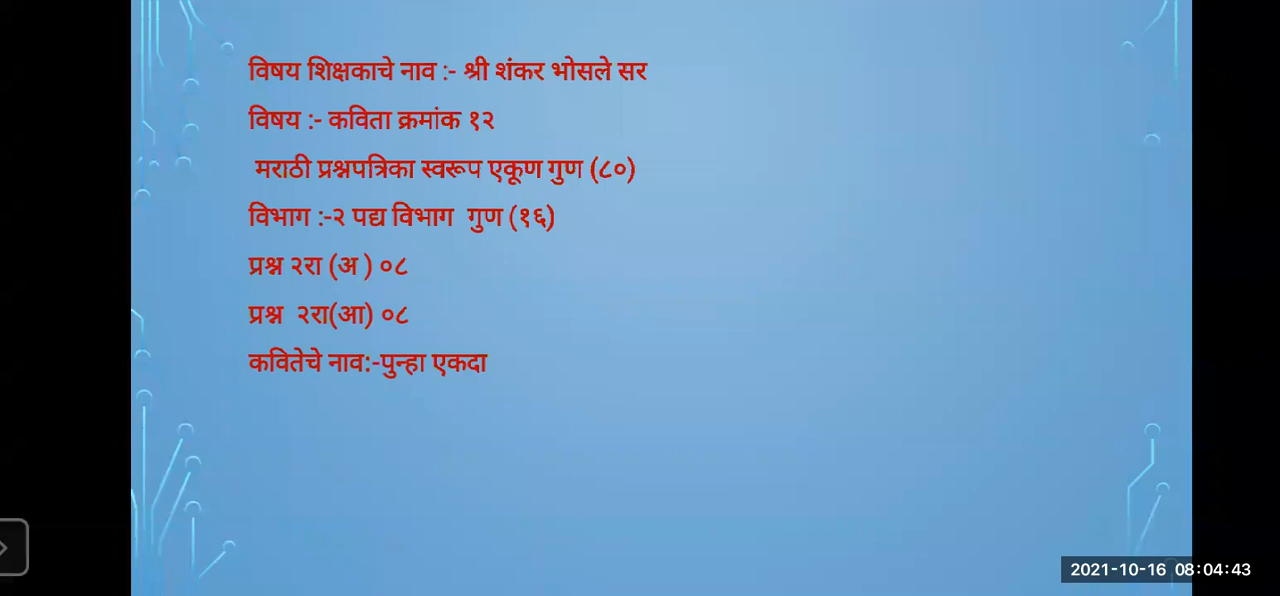 विषय शिक्षकाचे नाव :- श्री शंकर भोसले सर
विषय :- कविता क्रमांक १२
मराठी प्रश्नपत्रिका स्वरूप एकूण गुण (८०)
विभाग :-२ पद्य विभाग गुण (१६)
प्रश्न २रा (अ ) ०८
प्रश्न २रा(आ) ०८
कवितेचे नाव:-पुन्हा एकदा
2021-10-16 08:04:43